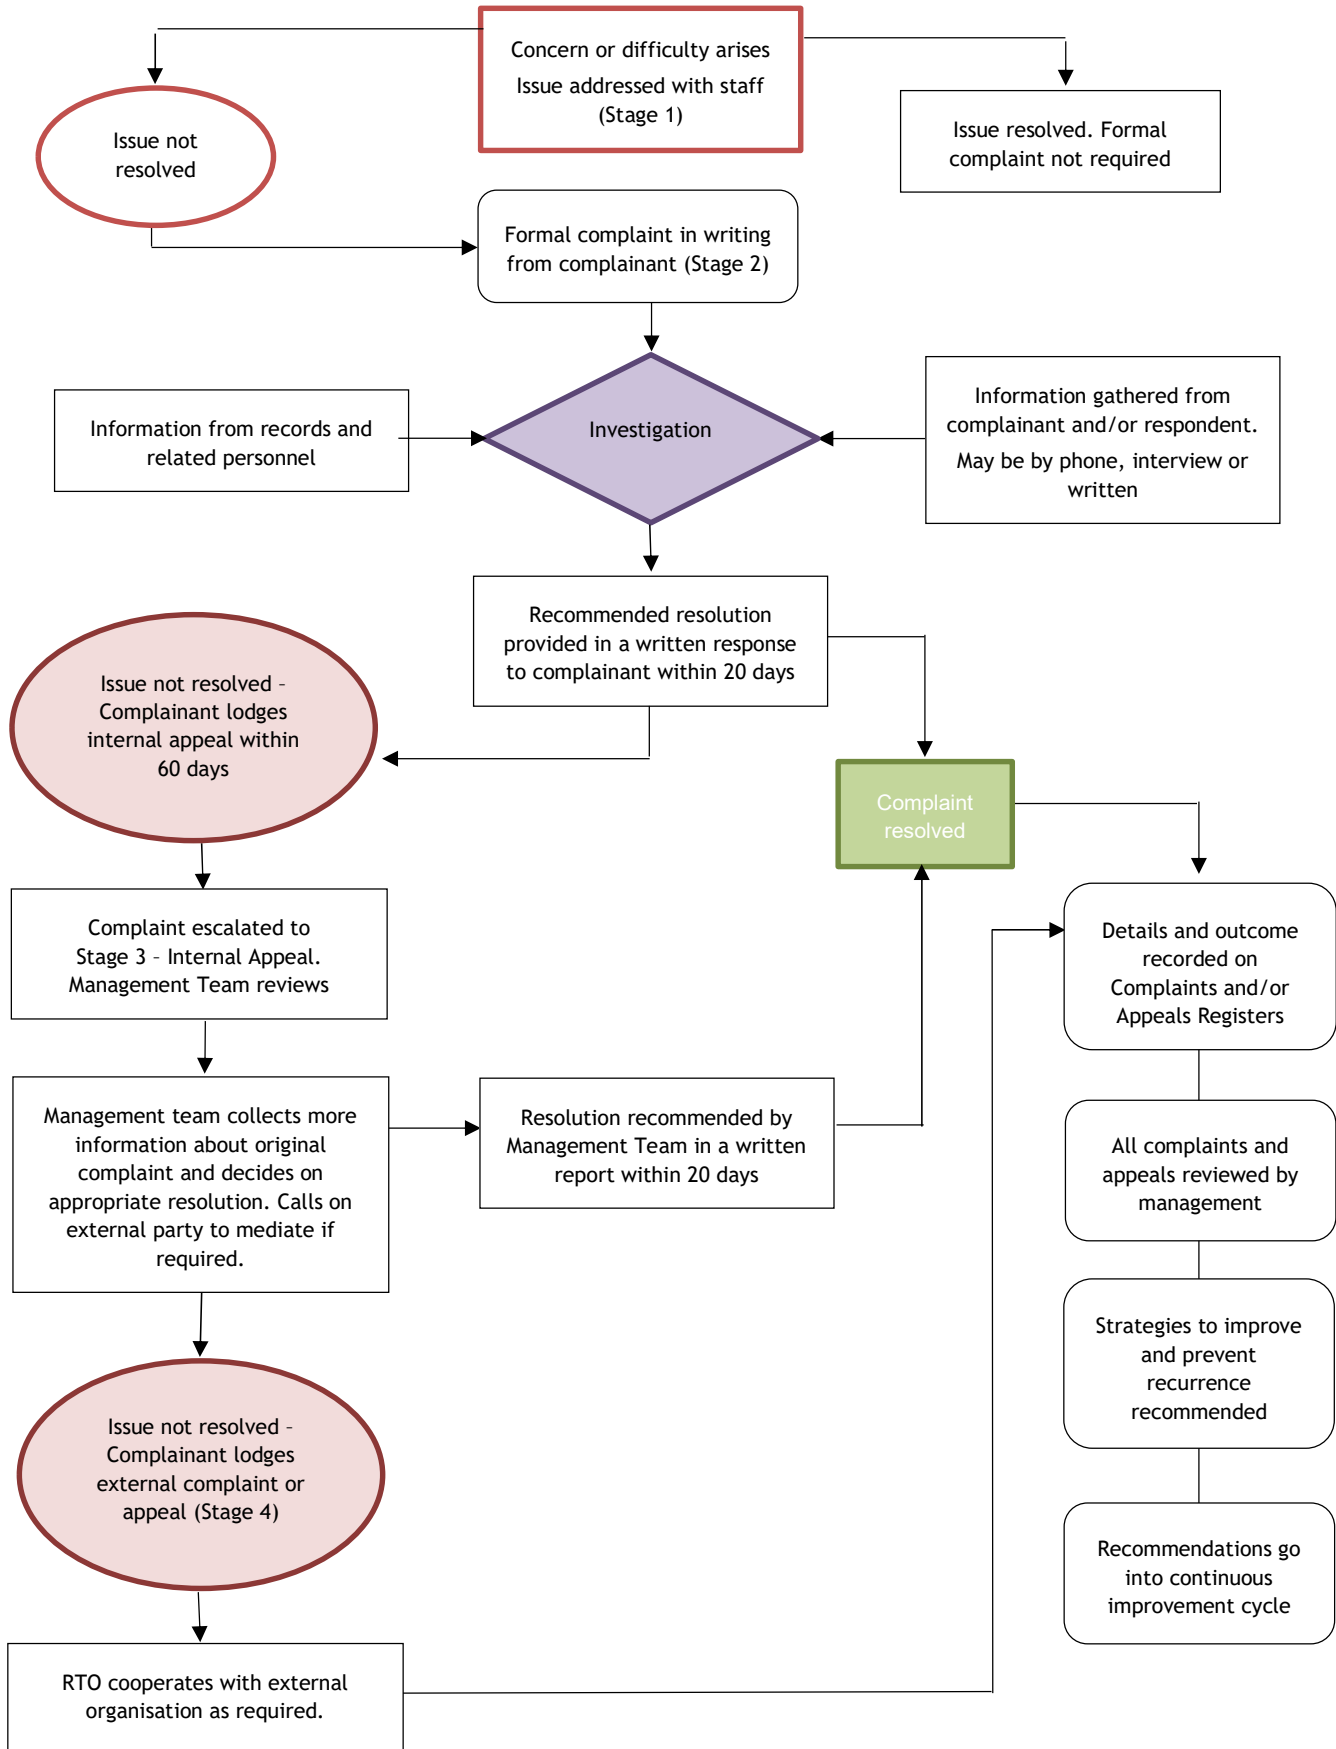 Concern or difficulty arises
Issue addressed with staff
(Stage 1)
Issue not
resolved
Issue resolved. Formal
complaint not required
Formal complaint in writing
from complainant (Stage 2)
Information from records and
related personnel
Investigation
Information gathered from
complainant and/or respondent.
May be by phone, interview or
written
Recommended resolution
provided in a written response
to complainant within 20 days
Issue not resolved –
Complainant lodges
internal appeal within
60 days
Complaint
resolved
Complaint escalated to
Stage 3 – Internal Appeal.
Management Team reviews
Details and outcome
recorded on
Complaints and/or
Appeals Registers
Management team collects more
information about original
complaint and decides on
appropriate resolution. Calls on
external party to mediate if
required.
Resolution recommended by
Management Team in a written
report within 20 days
All complaints and
appeals reviewed by
management
Strategies to improve
and prevent
recurrence
recommended
Issue not resolved –
Complainant lodges
external complaint or
appeal (Stage 4)
Recommendations go
into continuous
improvement cycle
RTO cooperates with external
organisation as required.